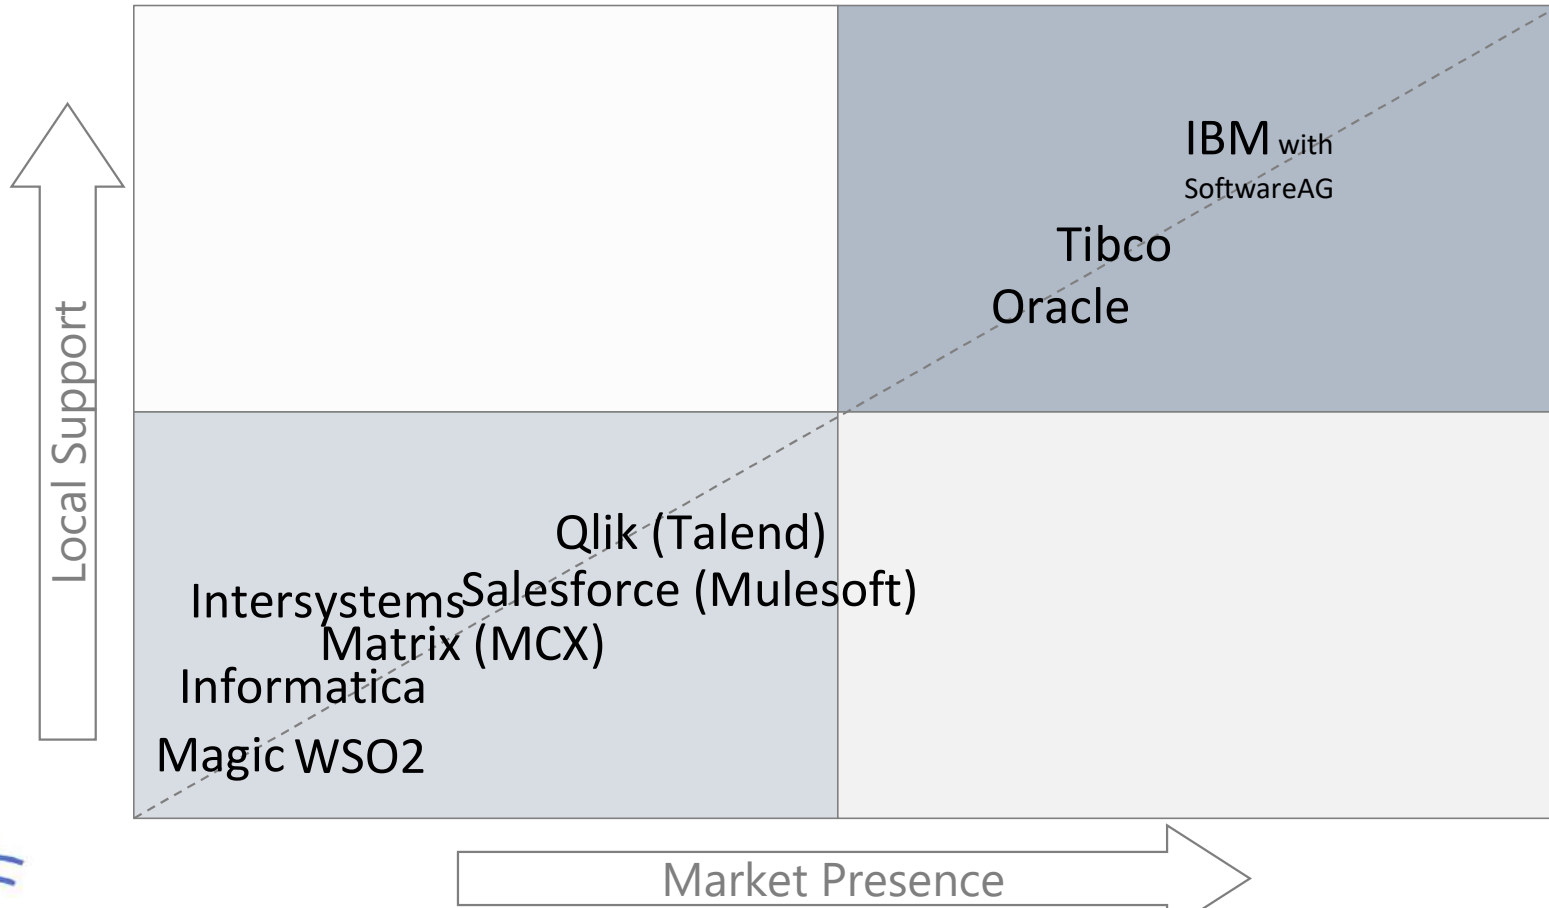 IBM with
SoftwareAG
Tibco
Oracle
Local Support
Qlik (Talend)
Salesforce (Mulesoft)
Intersystems
Matrix (MCX)
Informatica
Magic WSO2
Market Presence